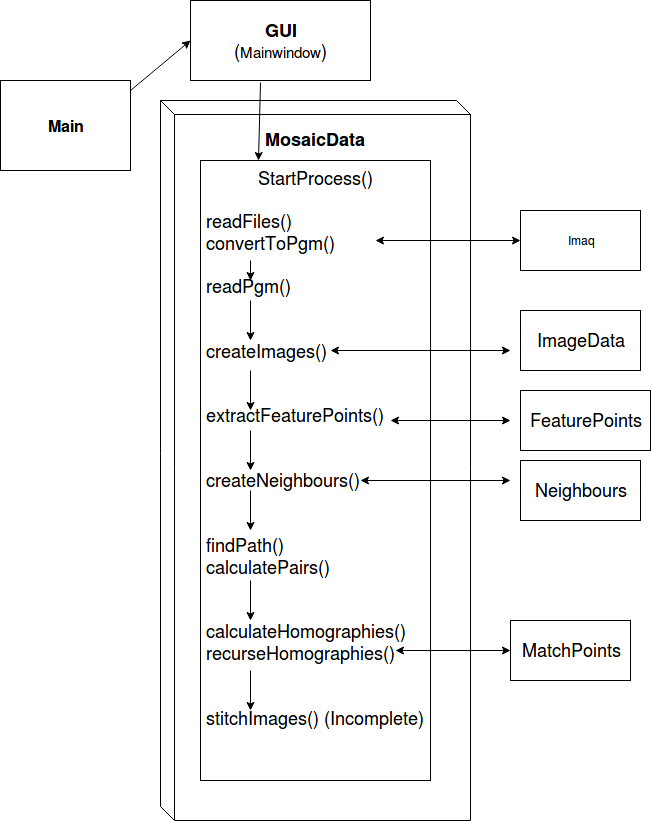 GUI
(Mainwindow)
Main
MosaicData
StartProcess()
readFiles()
convertToPgm()
Imaq
readPgm()
createImages()
ImageData
extractFeaturePoints()
FeaturePoints
createNeighbours()
Neighbours
findPath()
calculatePairs()
calculateHomographies()
recurseHomographies()
MatchPoints
stitchImages() (Incomplete)